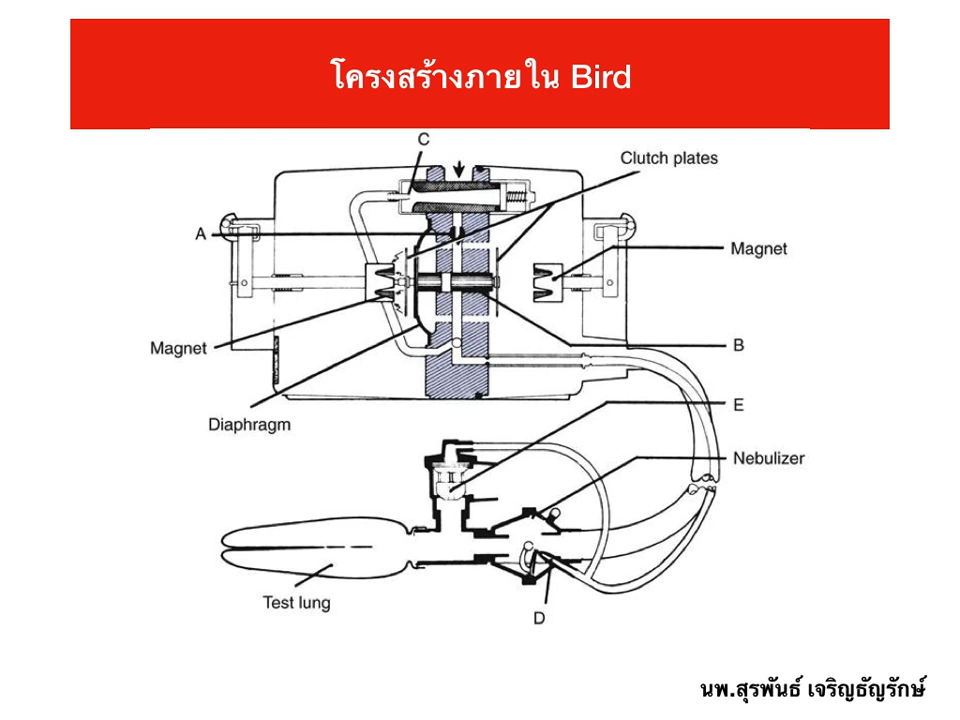 โครงสร้างภายใน Bird
C
Clutch plates
A
Magnet
Magnet
B
Diaphragm
E
Nebulizer
Test lung
D
นพ.สุรพันธ์ เจริญธัญรักษ์